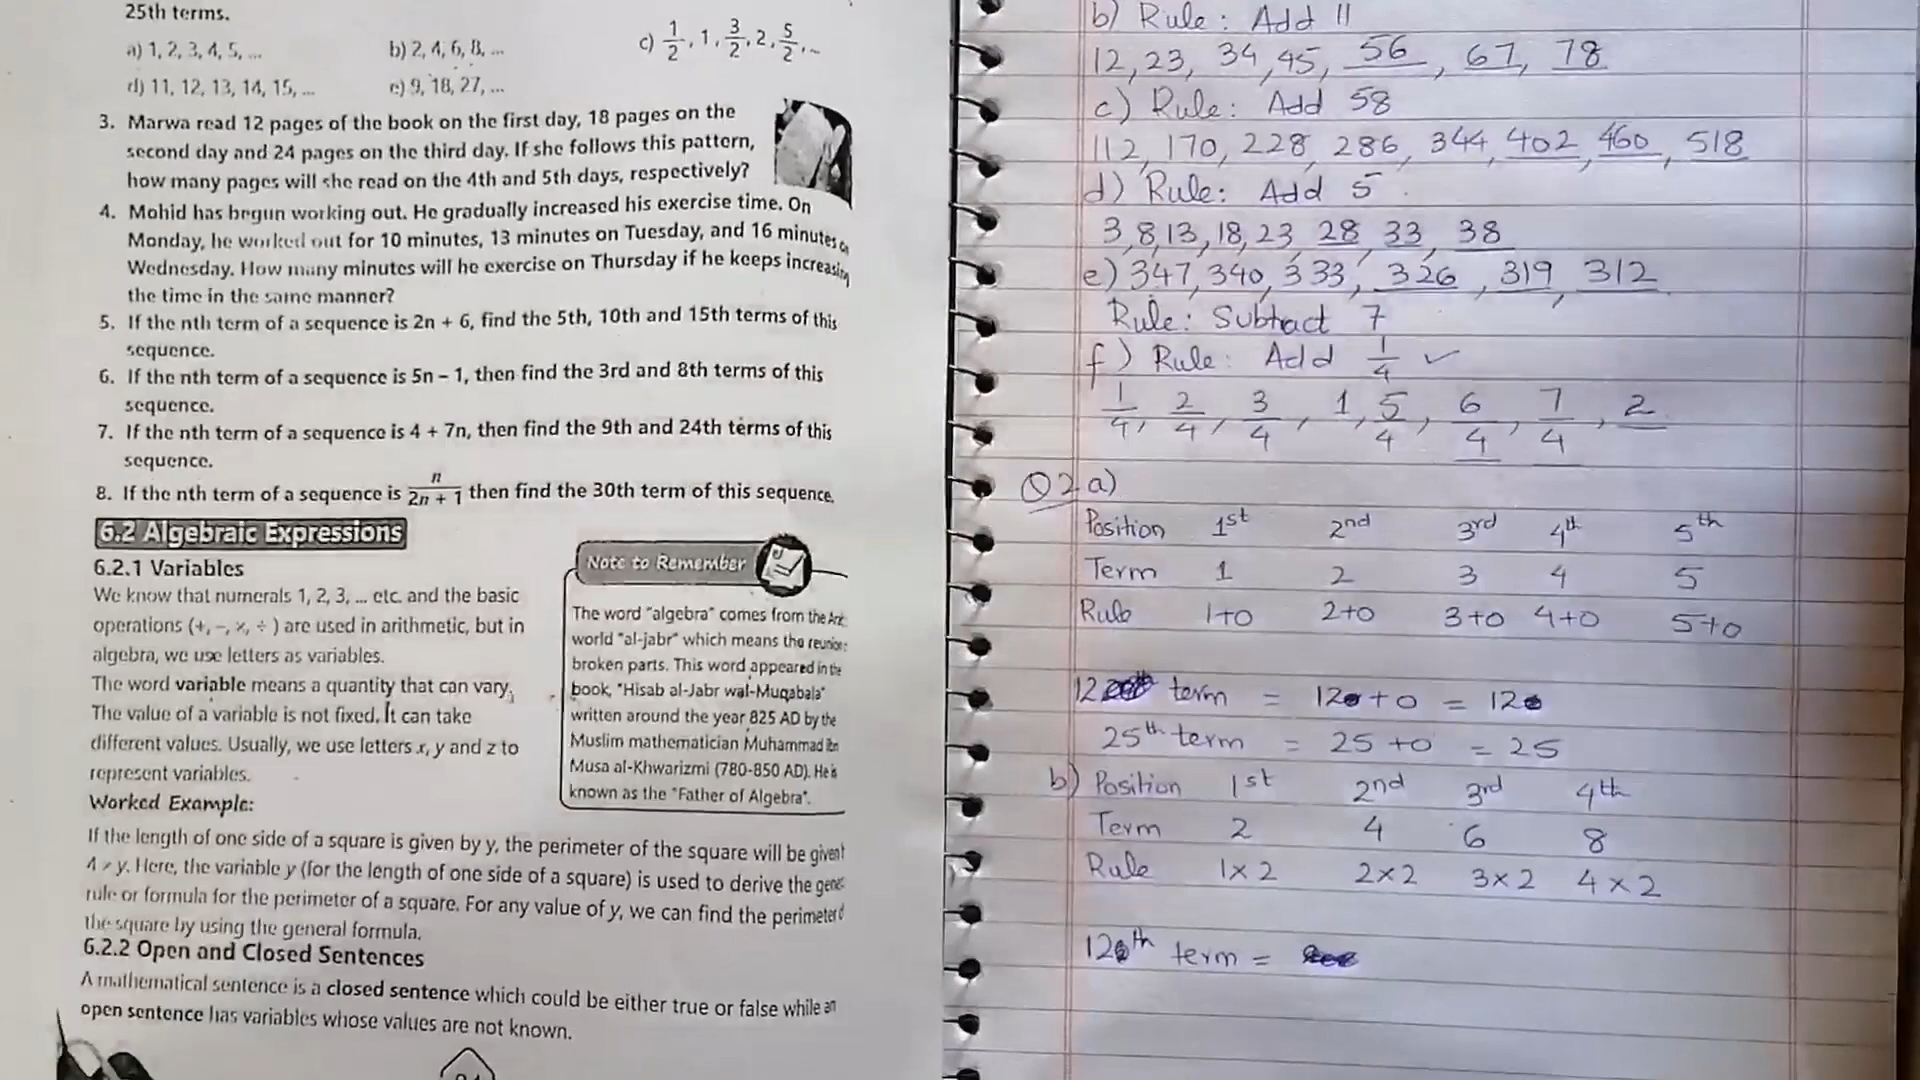 25th terms.
a) 1, 2, 3, 4, 5, ...
b) 2, 4, 6, 8, ...
c) 1/2, 1, 3/2, 2, 5/2, ...
d) 11, 12, 13, 14, 15, ...
e) 9, 18, 27, ...
3. Marwa read 12 pages of the book on the first day, 18 pages on the
second day and 24 pages on the third day. If she follows this pattern,
how many pages will she read on the 4th and 5th days, respectively?
4. Mohid has begun working out. He gradually increased his exercise time. On
Monday, he worked out for 10 minutes, 13 minutes on Tuesday, and 16 minutes on
Wednesday. How many minutes will he exercise on Thursday if he keeps increasing
the time in the same manner?
5. If the nth term of a sequence is 2n + 6, find the 5th, 10th and 15th terms of this
sequence.
6. If the nth term of a sequence is 5n – 1, then find the 3rd and 8th terms of this
sequence.
7. If the nth term of a sequence is 4 + 7n, then find the 9th and 24th terms of this
sequence.
8. If the nth term of a sequence is n/(2n + 1) then find the 30th term of this sequence.
6.2 Algebraic Expressions
6.2.1 Variables
We know that numerals 1, 2, 3, ... etc. and the basic
operations (+, –, ×, ÷ ) are used in arithmetic, but in
algebra, we use letters as variables.
The word variable means a quantity that can vary.
The value of a variable is not fixed. It can take
different values. Usually, we use letters x, y and z to
represent variables.
Note to Remember
The word "algebra" comes from the
world "al-jabr" which means the reunion
broken parts. This word appeared in the
book, "Hisab al-Jabr wal-Muqabala"
written around the year 825 AD by the
Muslim mathematician Muhammad ibn
Musa al-Khwarizmi (780-850 AD). He is
known as the "Father of Algebra".
Worked Example:
If the length of one side of a square is given by y, the perimeter of the square will be given
4 × y. Here, the variable y (for the length of one side of a square) is used to derive the
rule or formula for the perimeter of a square. For any value of y, we can find the perimeter
the square by using the general formula.
6.2.2 Open and Closed Sentences
A mathematical sentence is a closed sentence which could be either true or false while an
open sentence has variables whose values are not known.
b) Rule: Add 11
12, 23, 34, 45, 56, 67, 78
c) Rule: Add 58
112, 170, 228, 286, 344, 402, 460, 518
d) Rule: Add 5
3, 8, 13, 18, 23, 28, 33, 38
e) 347, 340, 333, 326, 319, 312
Rule: Subtract 7
f) Rule: Add 1/4 ✓
1/4, 2/4, 3/4, 1, 5/4, 6/4, 7/4, 2
Q2 a)
Position 1st 2nd 3rd 4th 5th
Term 1 2 3 4 5
Rule 1+0 2+0 3+0 4+0 5+0
12 term = 12+0 = 12
25th term = 25+0 = 25
b) Position 1st 2nd 3rd 4th
Term 2 4 6 8
Rule 1×2 2×2 3×2 4×2
12th term =